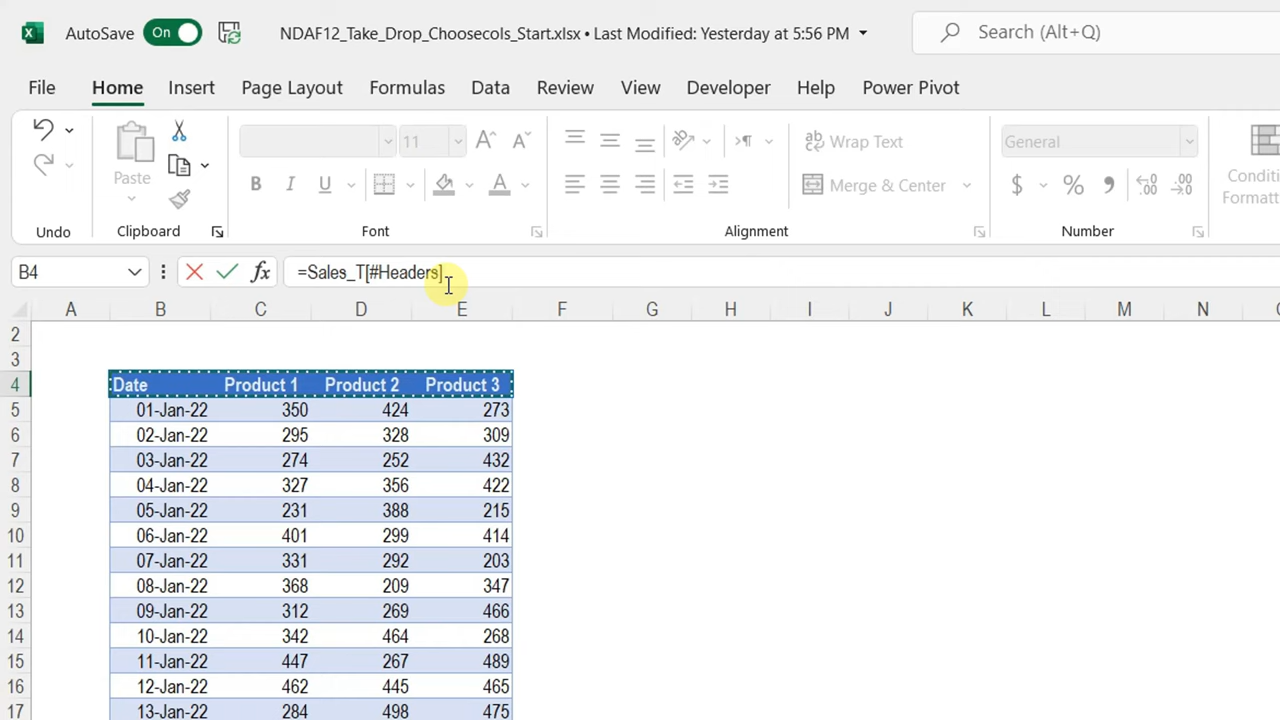 AutoSave On NDAF12_Take_Drop_Choosecols_Start.xlsx • Last Modified: Yesterday at 5:56 PM Search (Alt+Q)
File Home Insert Page Layout Formulas Data Review View Developer Help Power Pivot
11 ab Wrap Text General
Paste B I U A Merge & Center $ % Conditi
Formatt
Undo Clipboard Font Alignment Number
B4 fx =Sales_T[#Headers]
A B C D E F G H I J K L M N
2
3
4 Date Product 1 Product 2 Product 3
5 01-Jan-22 350 424 273
6 02-Jan-22 295 328 309
7 03-Jan-22 274 252 432
8 04-Jan-22 327 356 422
9 05-Jan-22 231 388 215
10 06-Jan-22 401 299 414
11 07-Jan-22 331 292 203
12 08-Jan-22 368 209 347
13 09-Jan-22 312 269 466
14 10-Jan-22 342 464 268
15 11-Jan-22 447 267 489
16 12-Jan-22 462 445 465
17 13-Jan-22 284 498 475